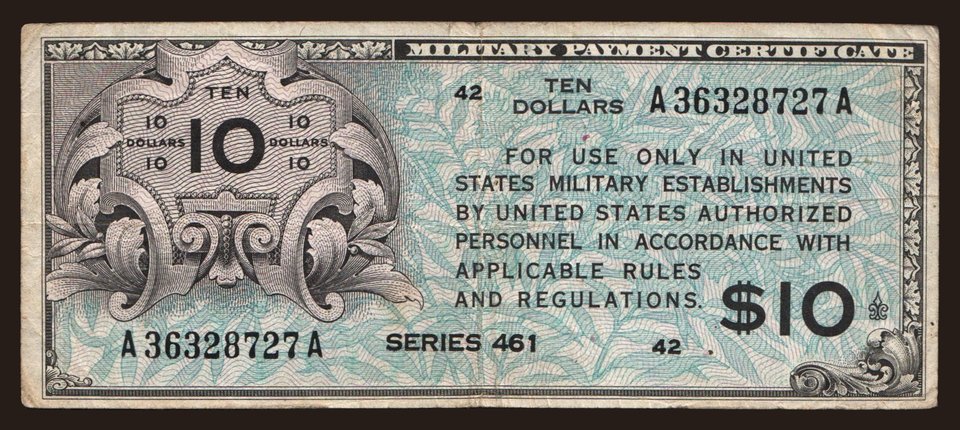 MILITARY PAYMENT CERTIFICATE
TEN
10 10
DOLLARS 10 DOLLARS
10 10
42 TEN DOLLARS A36328727A
FOR USE ONLY IN UNITED
STATES MILITARY ESTABLISHMENTS
BY UNITED STATES AUTHORIZED
PERSONNEL IN ACCORDANCE WITH
APPLICABLE RULES
AND REGULATIONS. $10
A36328727A SERIES 461 42